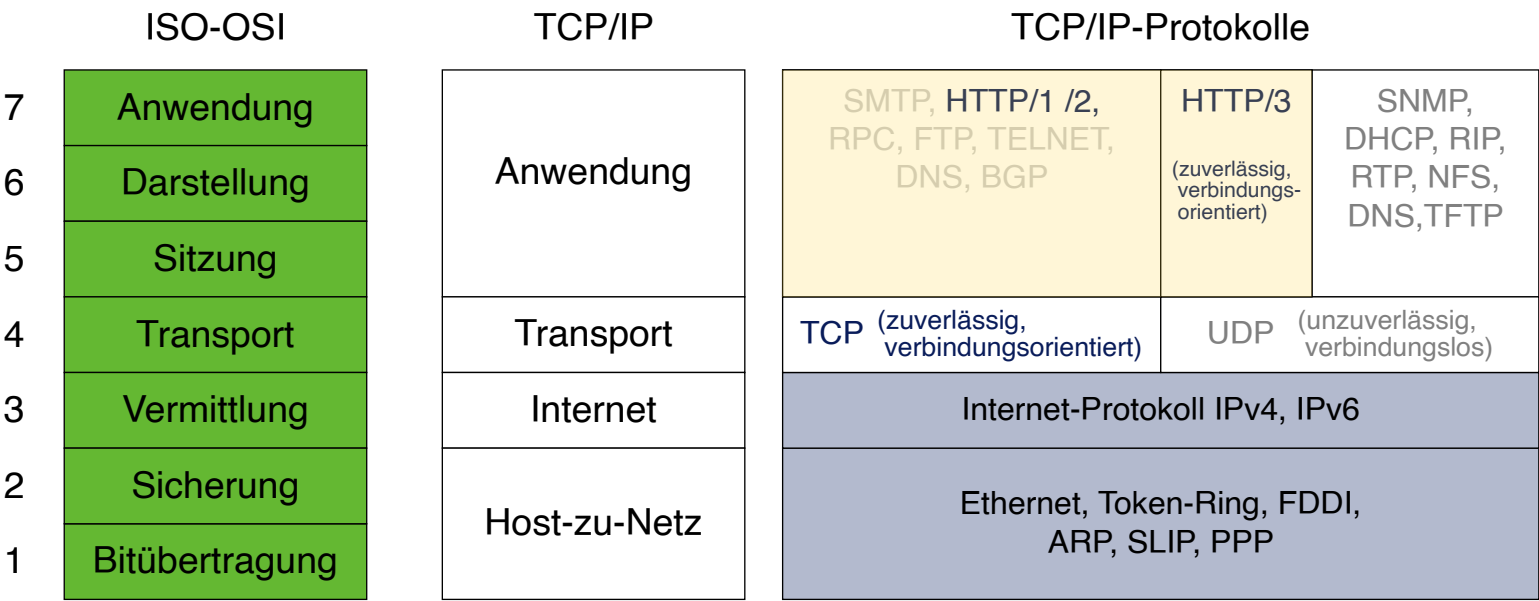 ISO-OSI
TCP/IP
TCP/IP-Protokolle
7
Anwendung
6
Darstellung
5
Sitzung
4
Transport
3
Vermittlung
2
Sicherung
1
Bitübertragung
Anwendung
Transport
Internet
Host-zu-Netz
SMTP, HTTP/1 /2,
RPC, FTP, TELNET,
DNS, BGP
HTTP/3
(zuverlässig,
verbindungs-
orientiert)
SNMP,
DHCP, RIP,
RTP, NFS,
DNS,TFTP
TCP (zuverlässig,
verbindungsorientiert)
UDP (unzuverlässig,
verbindungslos)
Internet-Protokoll IPv4, IPv6
Ethernet, Token-Ring, FDDI,
ARP, SLIP, PPP